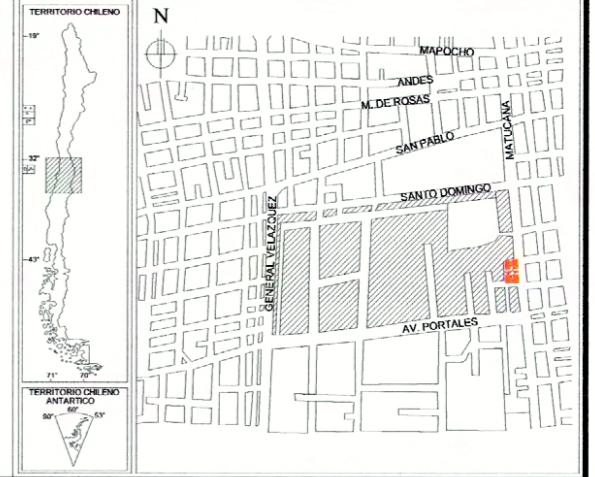 TERRITORIO CHILENO
19°
32°
43°
71° 70°
TERRITORIO CHILENO
ANTARTICO
90° 60° 53°
N
MAPOCHO
ANDES
M. DE ROSAS
SAN PABLO
MATUCANA
SANTO DOMINGO
GENERAL VELAZQUEZ
AV. PORTALES